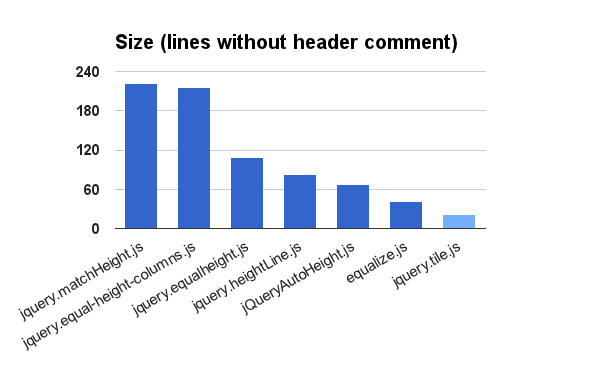 Size (lines without header comment)
240
180
120
60
0
jquery.matchHeight.js
jquery.equal-height-columns.js
jquery.equalheight.js
jquery.heightLine.js
jQueryAutoHeight.js
equalize.js
jquery.tile.js